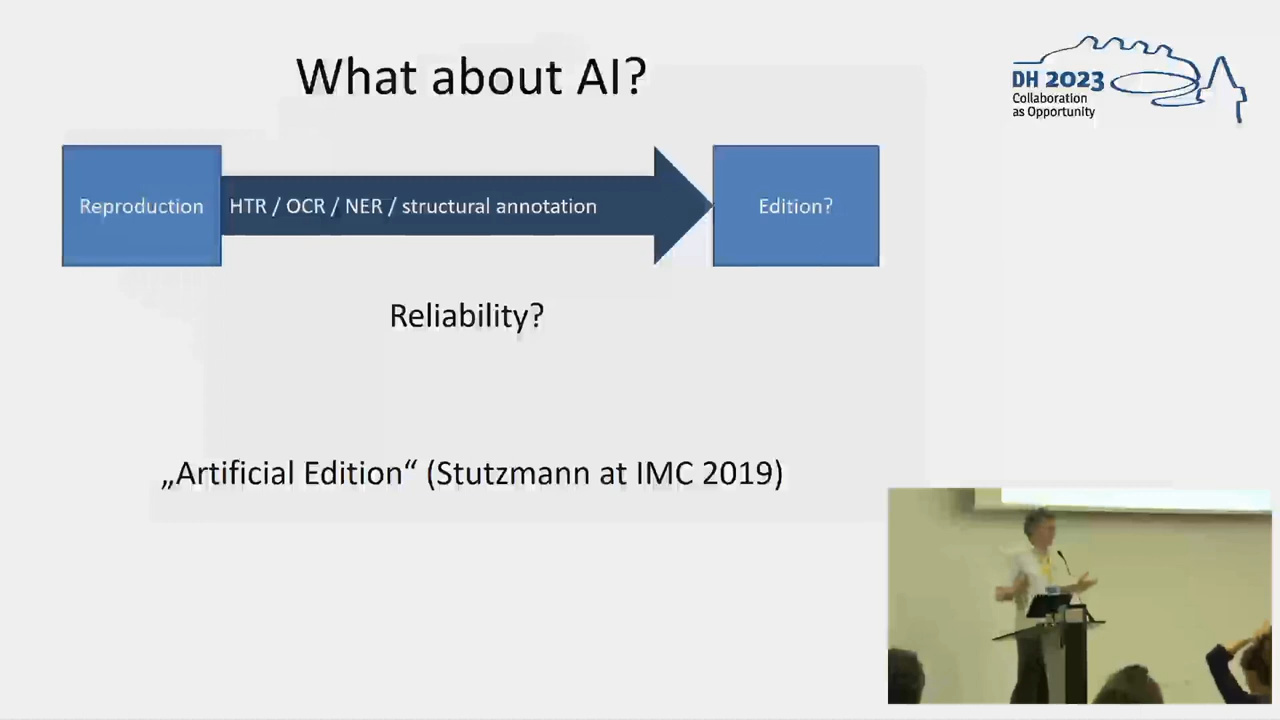 What about AI?
DH 2023
Collaboration
as Opportunity
Reproduction
HTR / OCR / NER / structural annotation
Edition?
Reliability?
„Artificial Edition“ (Stutzmann at IMC 2019)